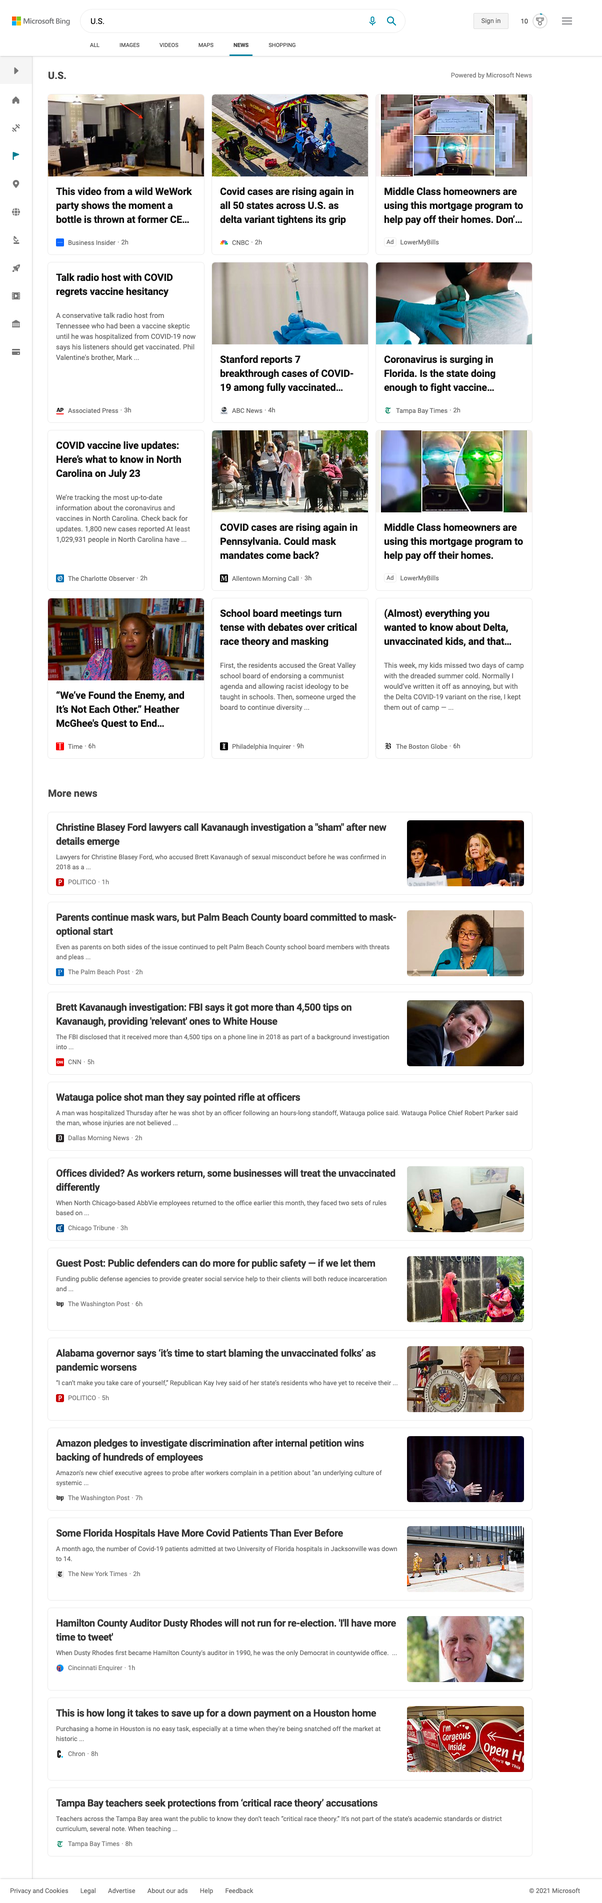 Microsoft Bing
U.S.
Sign in
10
ALL
IMAGES
VIDEOS
MAPS
NEWS
SHOPPING
U.S.
Powered by Microsoft News
This video from a wild WeWork
party shows the moment a
bottle is thrown at former CE...
Business Insider · 2h
Covid cases are rising again in
all 50 states across U.S. as
delta variant tightens its grip
CNBC · 2h
Middle Class homeowners are
using this mortgage program to
help pay off their homes. Don'...
Ad LowerMyBills
Talk radio host with COVID
regrets vaccine hesitancy
A conservative talk radio host from
Tennessee who had been a vaccine skeptic
until he was hospitalized from COVID-19 now
says his listeners should get vaccinated. Phil
Valentine's brother, Mark ...
AP Associated Press · 3h
Stanford reports 7
breakthrough cases of COVID-
19 among fully vaccinated...
ABC News · 4h
Coronavirus is surging in
Florida. Is the state doing
enough to fight vaccine...
Tampa Bay Times · 2h
COVID vaccine live updates:
Here's what to know in North
Carolina on July 23
We're tracking the most up-to-date
information about the coronavirus and
vaccines in North Carolina. Check back for
updates. 1,800 new cases reported At least
1,029,931 people in North Carolina have ...
The Charlotte Observer · 2h
COVID cases are rising again in
Pennsylvania. Could mask
mandates come back?
Allentown Morning Call · 3h
Middle Class homeowners are
using this mortgage program to
help pay off their homes.
Ad LowerMyBills
"We've Found the Enemy, and
It's Not Each Other." Heather
McGhee's Quest to End...
Time · 6h
School board meetings turn
tense with debates over critical
race theory and masking
First, the residents accused the Great Valley
school board of endorsing a communist
agenda and allowing racist ideology to be
taught in schools. Then, someone urged the
board to continue diversity ...
Philadelphia Inquirer · 9h
(Almost) everything you
wanted to know about Delta,
unvaccinated kids, and that...
This week, my kids missed two days of camp
with the dreaded summer cold. Normally I
would've written it off as annoying, but with
the Delta COVID-19 variant on the rise, I kept
them out of camp — ...
The Boston Globe · 6h
More news
Christine Blasey Ford lawyers call Kavanaugh investigation a "sham" after new
details emerge
Lawyers for Christine Blasey Ford, who accused Brett Kavanaugh of sexual misconduct before he was confirmed in
2018 as a ...
POLITICO · 1h
Parents continue mask wars, but Palm Beach County board committed to mask-
optional start
Even as parents on both sides of the issue continued to pelt Palm Beach County school board members with threats
and pleas ...
The Palm Beach Post · 2h
Brett Kavanaugh investigation: FBI says it got more than 4,500 tips on
Kavanaugh, providing 'relevant' ones to White House
The FBI disclosed that it received more than 4,500 tips on a phone line in 2018 as part of a background investigation
into ...
CNN · 5h
Watauga police shot man they say pointed rifle at officers
A man was hospitalized Thursday after he was shot by an officer following an hours-long standoff, Watauga police said. Watauga Police Chief Robert Parker said
the man, whose injuries are not believed ...
Dallas Morning News · 2h
Offices divided? As workers return, some businesses will treat the unvaccinated
differently
When North Chicago-based AbbVie employees returned to the office earlier this month, they faced two sets of rules
based on ...
Chicago Tribune · 3h
Guest Post: Public defenders can do more for public safety — if we let them
Funding public defense agencies to provide greater social service help to their clients will both reduce incarceration
and ...
wp The Washington Post · 6h
Alabama governor says 'it's time to start blaming the unvaccinated folks' as
pandemic worsens
"I can't make you take care of yourself," Republican Kay Ivey said of her state's residents who have yet to receive their ...
POLITICO · 5h
Amazon pledges to investigate discrimination after internal petition wins
backing of hundreds of employees
Amazon's new chief executive agrees to probe after workers complain in a petition about "an underlying culture of
systemic ...
wp The Washington Post · 7h
Some Florida Hospitals Have More Covid Patients Than Ever Before
A month ago, the number of Covid-19 patients admitted at two University of Florida hospitals in Jacksonville was down
to 14.
The New York Times · 2h
Hamilton County Auditor Dusty Rhodes will not run for re-election. 'I'll have more
time to tweet'
When Dusty Rhodes first became Hamilton County's auditor in 1990, he was the only Democrat in countywide office. ...
Cincinnati Enquirer · 1h
This is how long it takes to save up for a down payment on a Houston home
Purchasing a home in Houston is no easy task, especially at a time when they're being snatched off the market at
historic ...
Chron · 8h
I'm
Gorgeous
Inside
Open H
Tampa Bay teachers seek protections from 'critical race theory' accusations
Teachers across the Tampa Bay area want the public to know they don't teach "critical race theory." It's not part of the state's academic standards or district
curriculum, several note. When teaching ...
Tampa Bay Times · 8h
Privacy and Cookies
Legal
Advertise
About our ads
Help
Feedback
© 2021 Microsoft